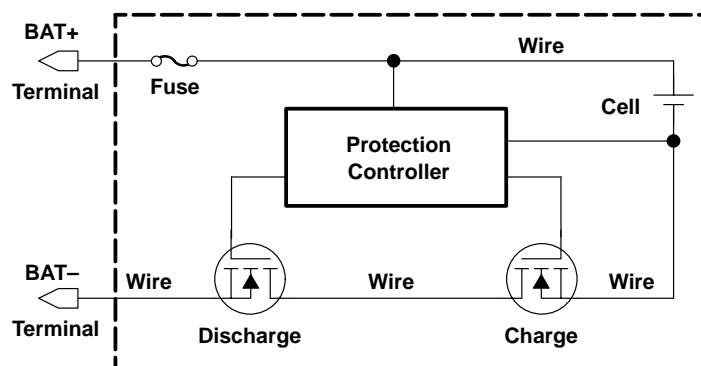 BAT+
Terminal
Fuse
Wire
Cell
Protection
Controller
BAT–
Terminal
Wire
Wire
Wire
Discharge
Charge